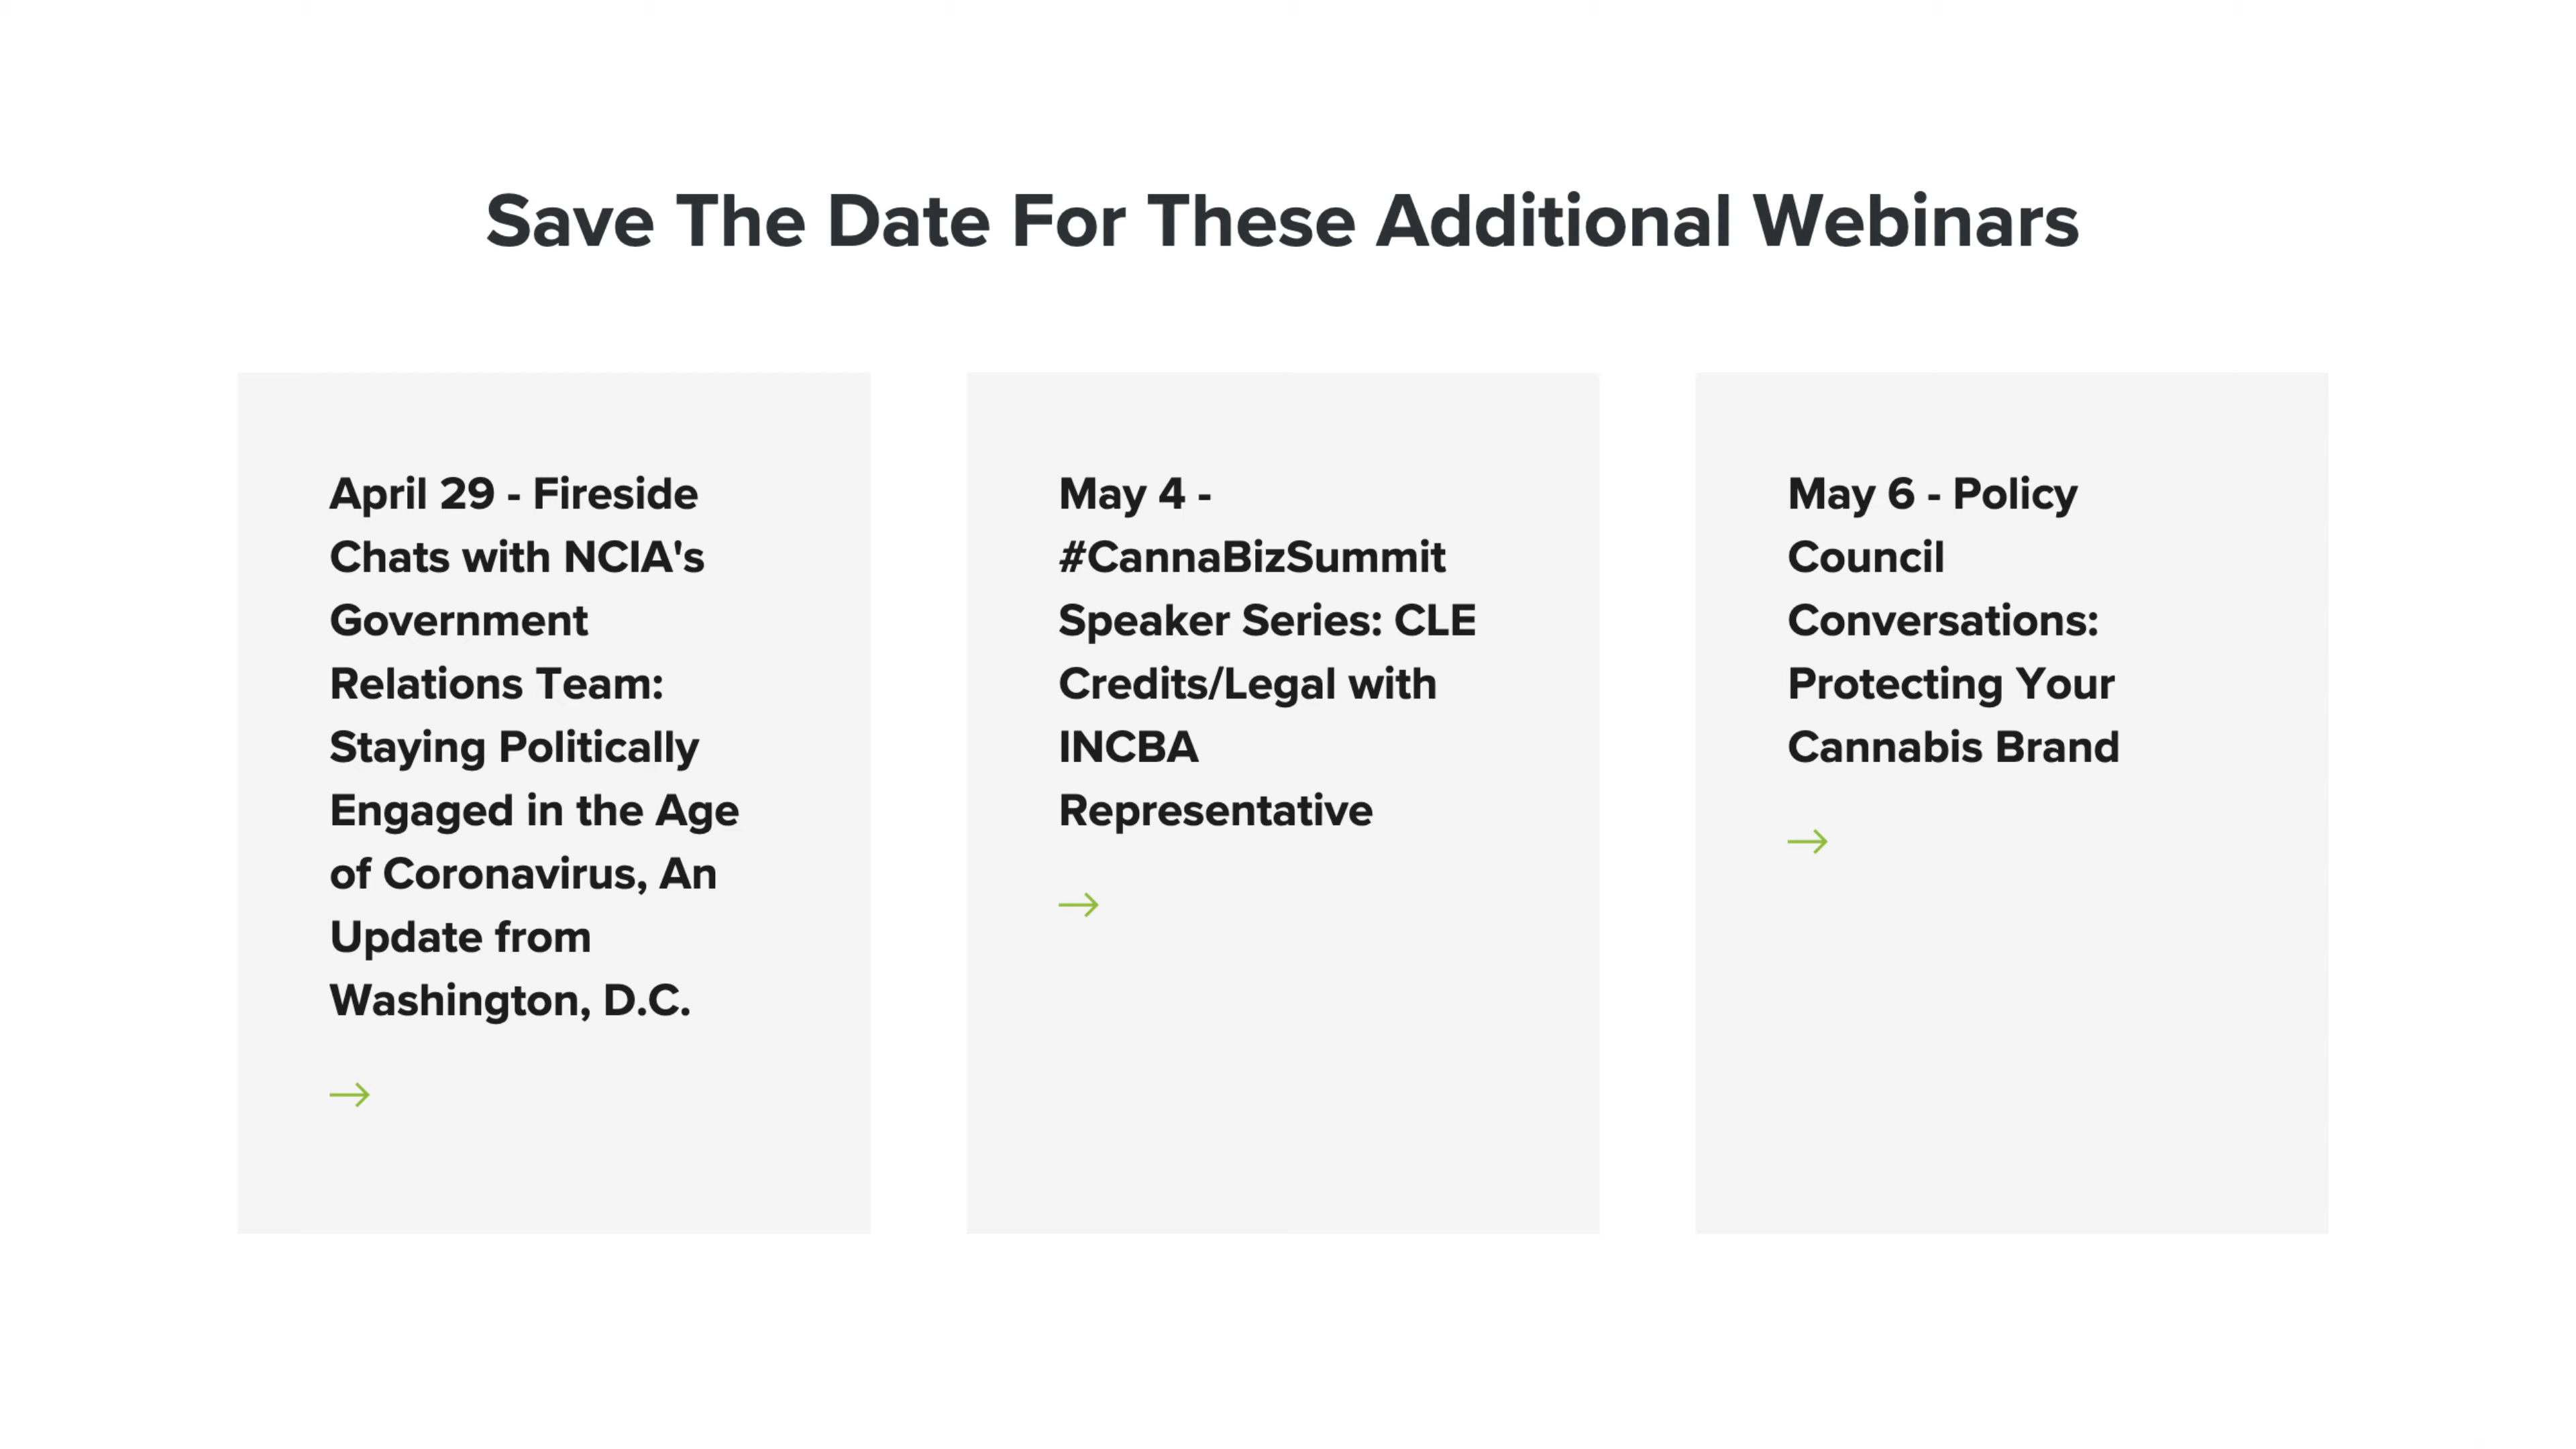 Save The Date For These Additional Webinars
April 29 - Fireside
Chats with NCIA's
Government
Relations Team:
Staying Politically
Engaged in the Age
of Coronavirus, An
Update from
Washington, D.C.
May 4 -
#CannaBizSummit
Speaker Series: CLE
Credits/Legal with
INCBA
Representative
May 6 - Policy
Council
Conversations:
Protecting Your
Cannabis Brand